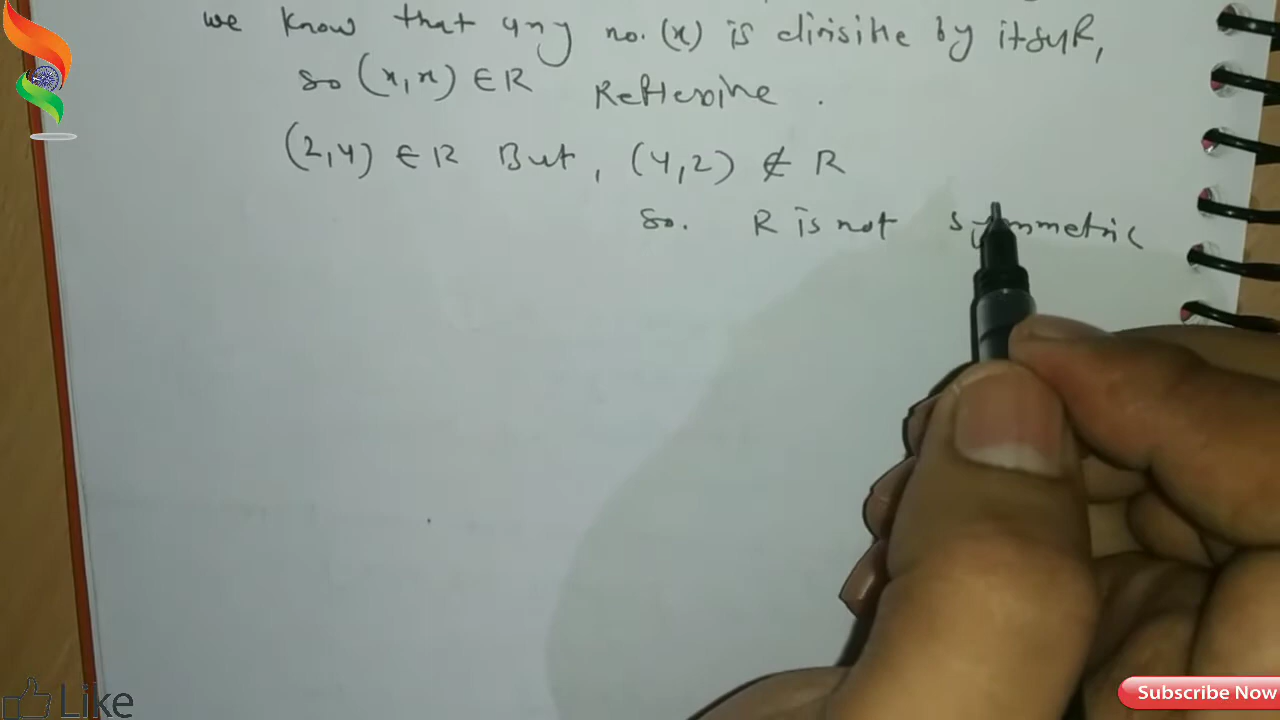 we know that any no. (x) is divisible by itself,
so (x,x) ∈ R Reflexive .
(2,4) ∈ R But , (4,2) ∉ R
So. R is not symmetric
Like
Subscribe Now